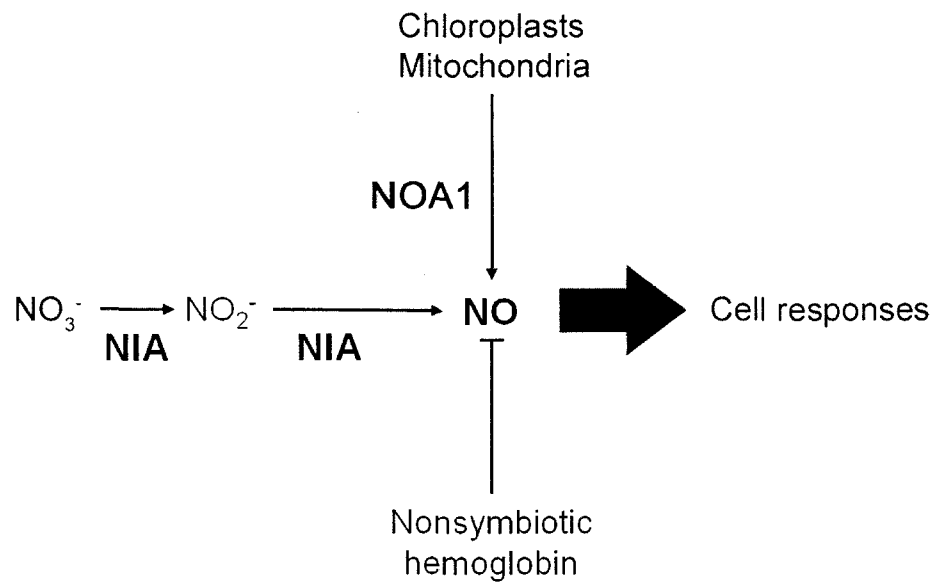 Chloroplasts
Mitochondria
NOA1
NO₃⁻ NO₂⁻ NO Cell responses
NIA NIA
Nonsymbiotic
hemoglobin